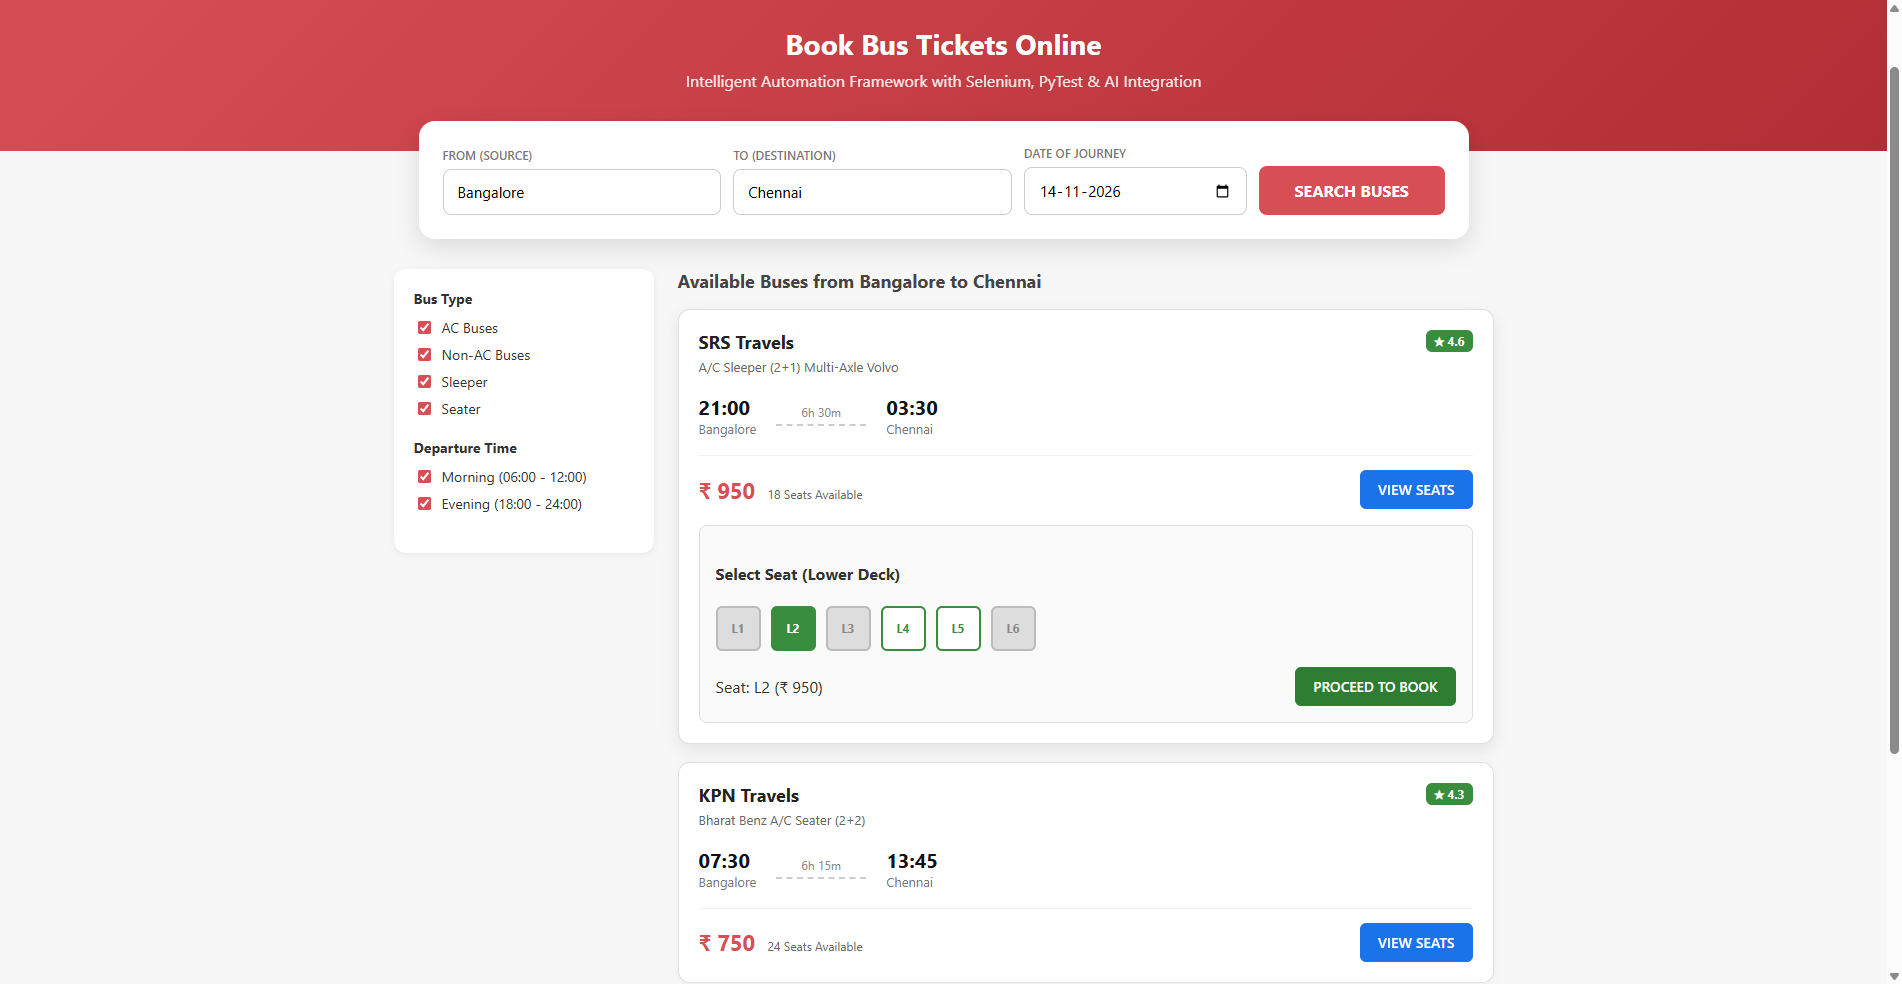 Book Bus Tickets Online
Intelligent Automation Framework with Selenium, PyTest & AI Integration
FROM (SOURCE)
Bangalore
TO (DESTINATION)
Chennai
DATE OF JOURNEY
14-11-2026
SEARCH BUSES
Bus Type
AC Buses
Non-AC Buses
Sleeper
Seater
Departure Time
Morning (06:00 - 12:00)
Evening (18:00 - 24:00)
Available Buses from Bangalore to Chennai
SRS Travels
★ 4.6
A/C Sleeper (2+1) Multi-Axle Volvo
21:00
Bangalore
6h 30m
03:30
Chennai
₹ 950 18 Seats Available
VIEW SEATS
Select Seat (Lower Deck)
L1 L2 L3 L4 L5 L6
Seat: L2 (₹ 950)
PROCEED TO BOOK
KPN Travels
★ 4.3
Bharat Benz A/C Seater (2+2)
07:30
Bangalore
6h 15m
13:45
Chennai
₹ 750 24 Seats Available
VIEW SEATS